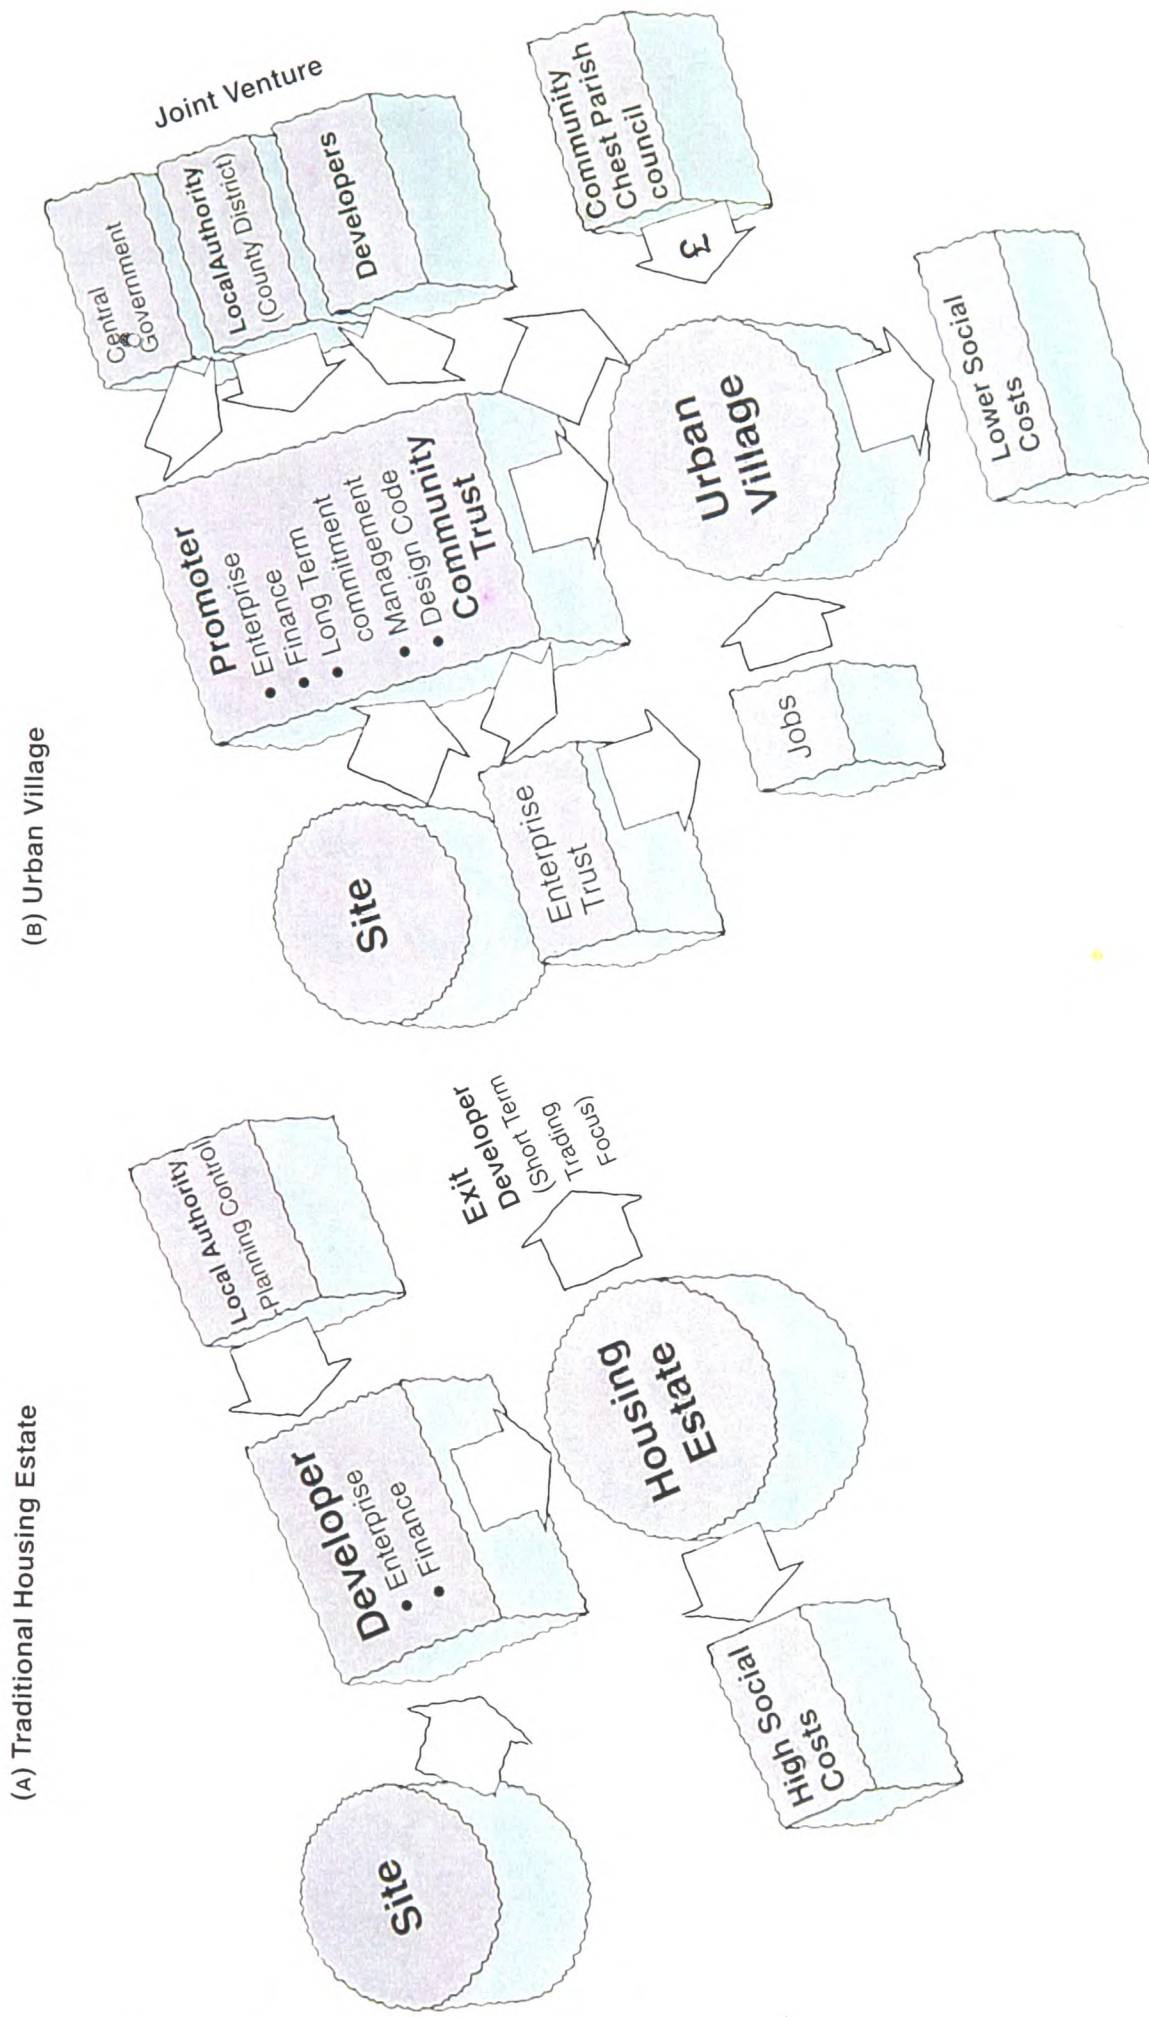 (A) Traditional Housing Estate
Site
Developer
• Enterprise
• Finance
Local Authority
-Planning Control
Housing
Estate
Exit
Developer
(Short Term
Trading
Focus)
High Social
Costs
(B) Urban Village
Site
Promoter
• Enterprise
• Finance
• Long Term
commitment
• Management
• Design Code
Community
Trust
Central
Government
Local Authority
(County District)
Developers
Joint Venture
Enterprise
Trust
Jobs
Urban
Village
£
Community
Chest Parish
council
Lower Social
Costs